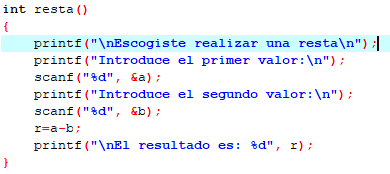 int resta()
{
printf("\nEscogiste realizar una resta\n");
printf("Introduce el primer valor:\n");
scanf("%d", &a);
printf("Introduce el segundo valor:\n");
scanf("%d", &b);
r=a-b;
printf("\nEl resultado es: %d", r);
}